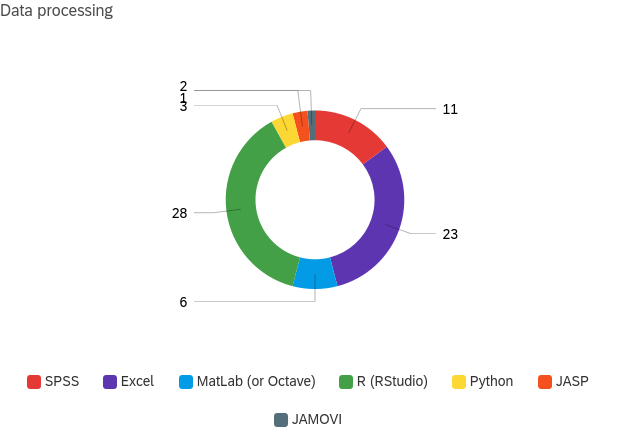 Data processing
2
1
3
11
28
23
6
SPSS Excel MatLab (or Octave) R (RStudio) Python JASP
JAMOVI